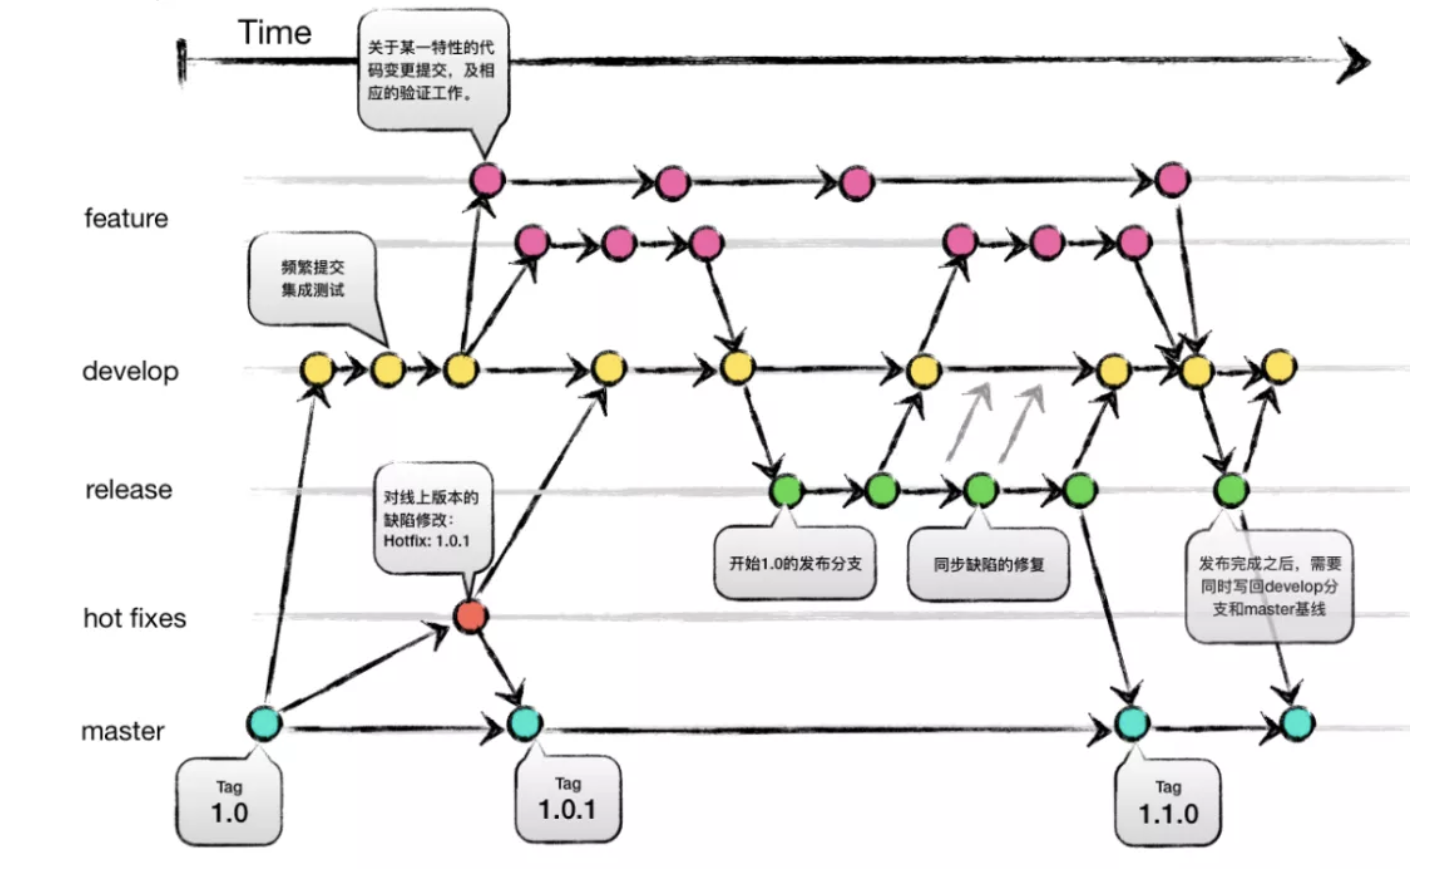 Time
关于某一特性的代
码变更提交，及相
应的验证工作。
feature
频繁提交
集成测试
develop
release
对线上版本的
缺陷修改：
Hotfix: 1.0.1
开始1.0的发布分支
同步缺陷的修复
发布完成之后，需要
同时写回develop分
支和master基线
hot fixes
master
Tag
1.0
Tag
1.0.1
Tag
1.1.0